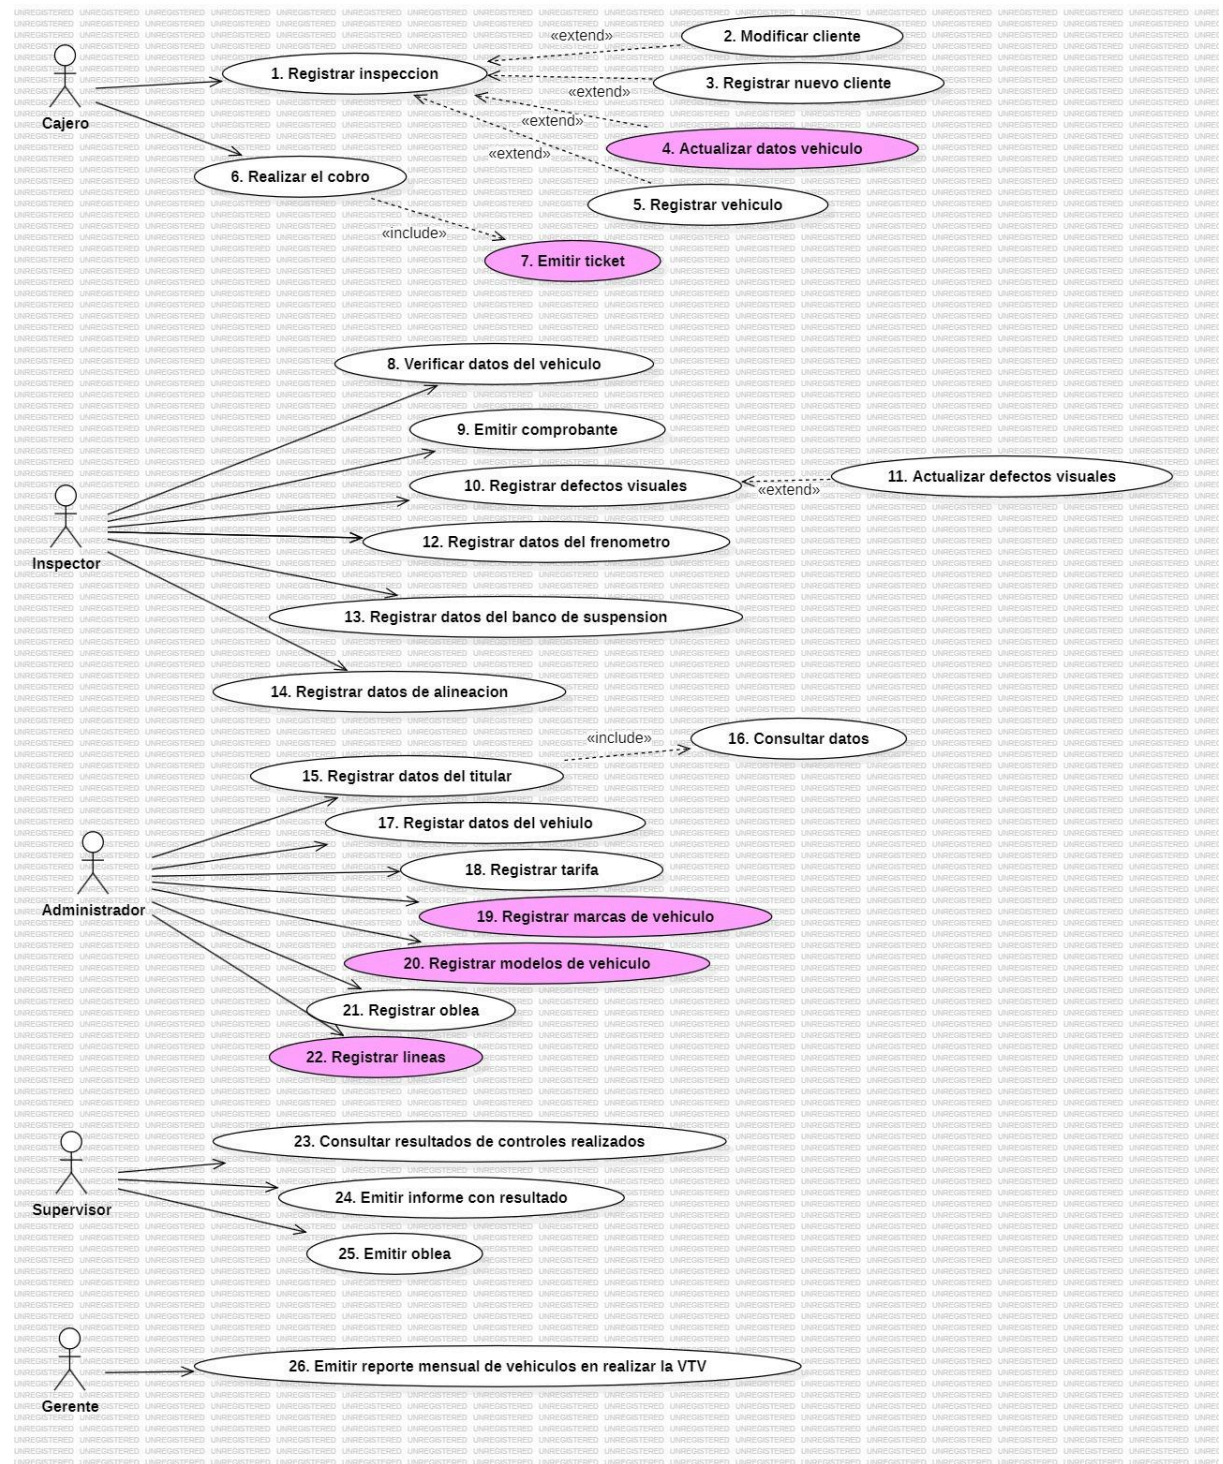 «extend»
2. Modificar cliente
1. Registrar inspeccion
3. Registrar nuevo cliente
«extend»
Cajero
«extend»
4. Actualizar datos vehiculo
«extend»
6. Realizar el cobro
5. Registrar vehiculo
«include»
7. Emitir ticket
8. Verificar datos del vehiculo
9. Emitir comprobante
10. Registrar defectos visuales
«extend»
11. Actualizar defectos visuales
12. Registrar datos del frenometro
Inspector
13. Registrar datos del banco de suspension
14. Registrar datos de alineacion
«include»
16. Consultar datos
15. Registrar datos del titular
17. Registar datos del vehiulo
18. Registrar tarifa
Administrador
19. Registrar marcas de vehiculo
20. Registrar modelos de vehiculo
21. Registrar oblea
22. Registrar lineas
23. Consultar resultados de controles realizados
24. Emitir informe con resultado
Supervisor
25. Emitir oblea
26. Emitir reporte mensual de vehiculos en realizar la VTV
Gerente
UNREGISTERED